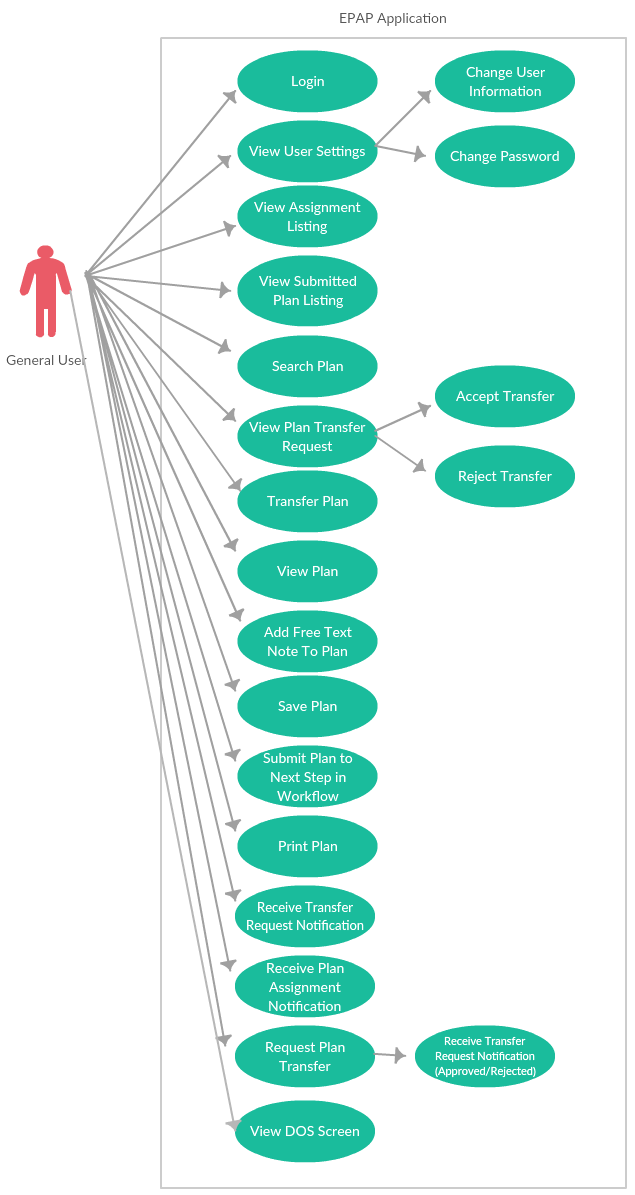 EPAP Application
Login
Change User
Information
View User Settings
Change Password
View Assignment
Listing
View Submitted
Plan Listing
General User
Search Plan
View Plan Transfer
Request
Accept Transfer
Reject Transfer
Transfer Plan
View Plan
Add Free Text
Note To Plan
Save Plan
Submit Plan to
Next Step in
Workflow
Print Plan
Receive Transfer
Request Notification
Receive Plan
Assignment
Notification
Request Plan
Transfer
Receive Transfer
Request Notification
(Approved/Rejected)
View DOS Screen